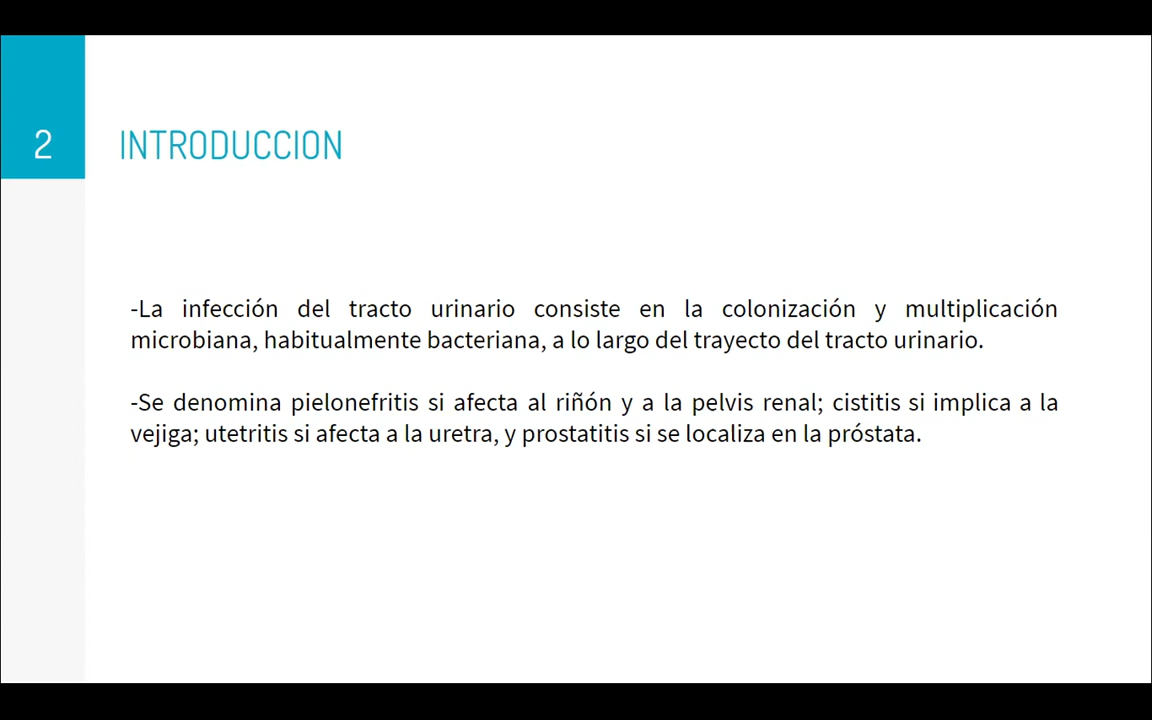 2
INTRODUCCION
-La infección del tracto urinario consiste en la colonización y multiplicación
microbiana, habitualmente bacteriana, a lo largo del trayecto del tracto urinario.
-Se denomina pielonefritis si afecta al riñón y a la pelvis renal; cistitis si implica a la
vejiga; utetritis si afecta a la uretra, y prostatitis si se localiza en la próstata.